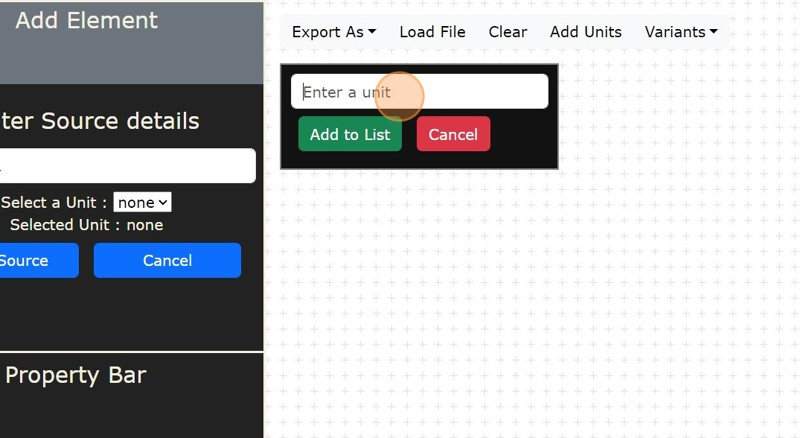 Add Element
Export As
Load File
Clear
Add Units
Variants
Enter a unit
Add to List
Cancel
ter Source details
Select a Unit :
none
Selected Unit : none
Source
Cancel
Property Bar